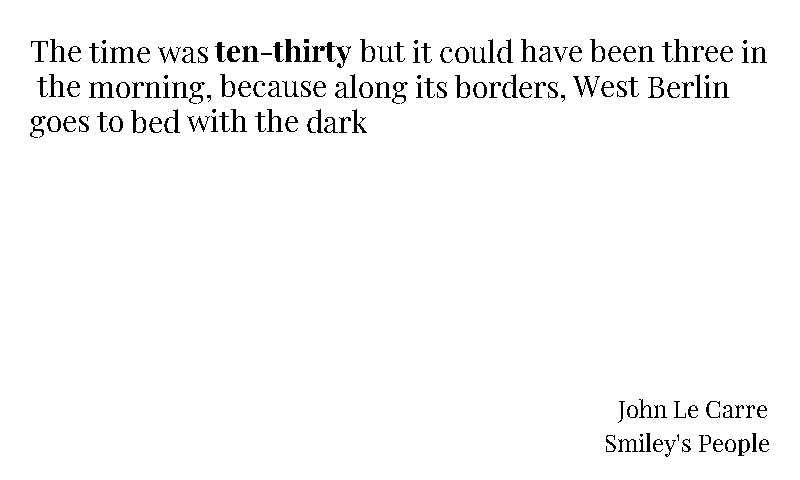 The time was ten-thirty but it could have been three in
the morning, because along its borders, West Berlin
goes to bed with the dark
John Le Carre
Smiley's People